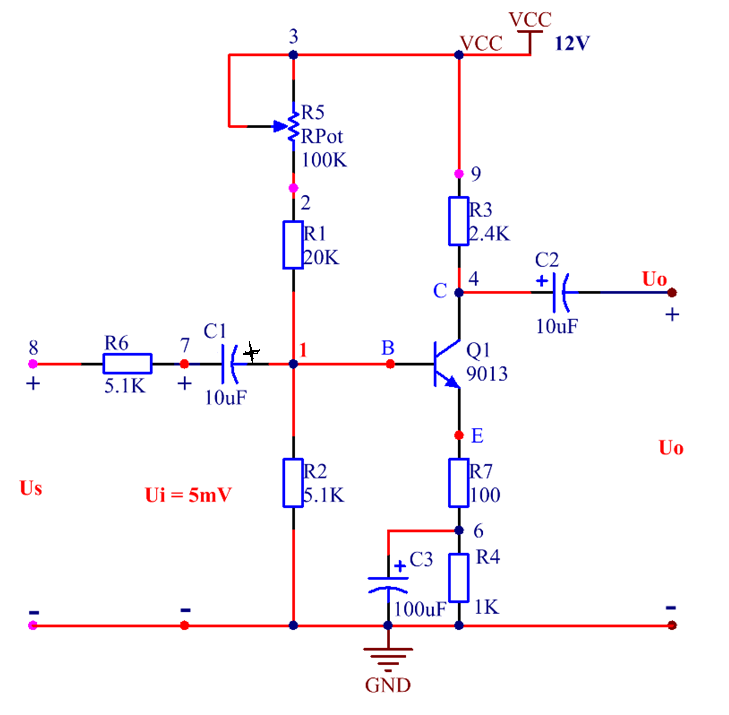 VCC
3
VCC
12V
R5
RPot
100K
2
9
R1
20K
R3
2.4K
C2
4
C
+
Uo
10uF
+
C1
R6
8
7
1
B
Q1
9013
+
+
+
5.1K
10uF
E
Uo
R2
5.1K
R7
100
Us
Ui = 5mV
6
+
C3
R4
100uF
1K
-
-
-
GND